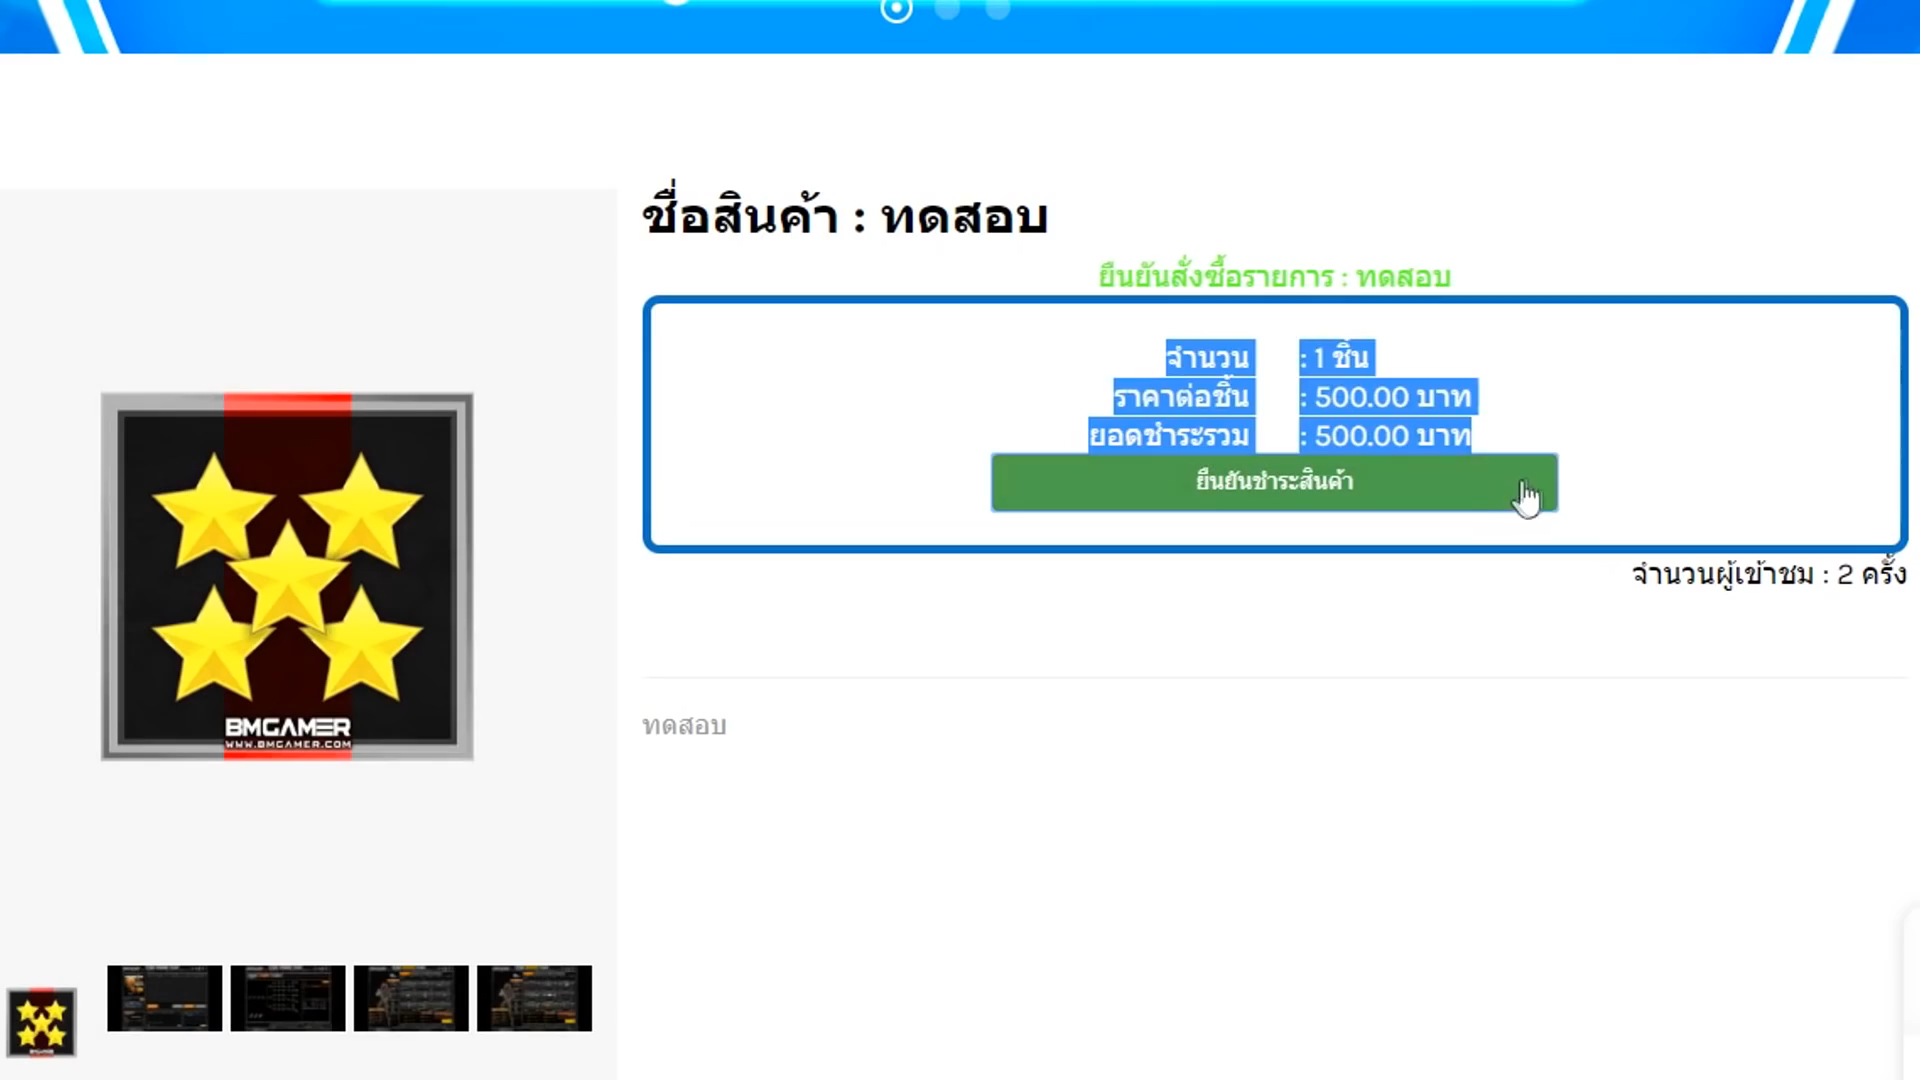 ชื่อสินค้า : ทดสอบ
ยืนยันสั่งซื้อรายการ : ทดสอบ
จำนวน : 1 ชิ้น
ราคาต่อชิ้น : 500.00 บาท
ยอดชำระรวม : 500.00 บาท
ยืนยันชำระสินค้า
จำนวนผู้เข้าชม : 2 ครั้ง
BMGAMER
WWW.BMGAMER.COM
ทดสอบ